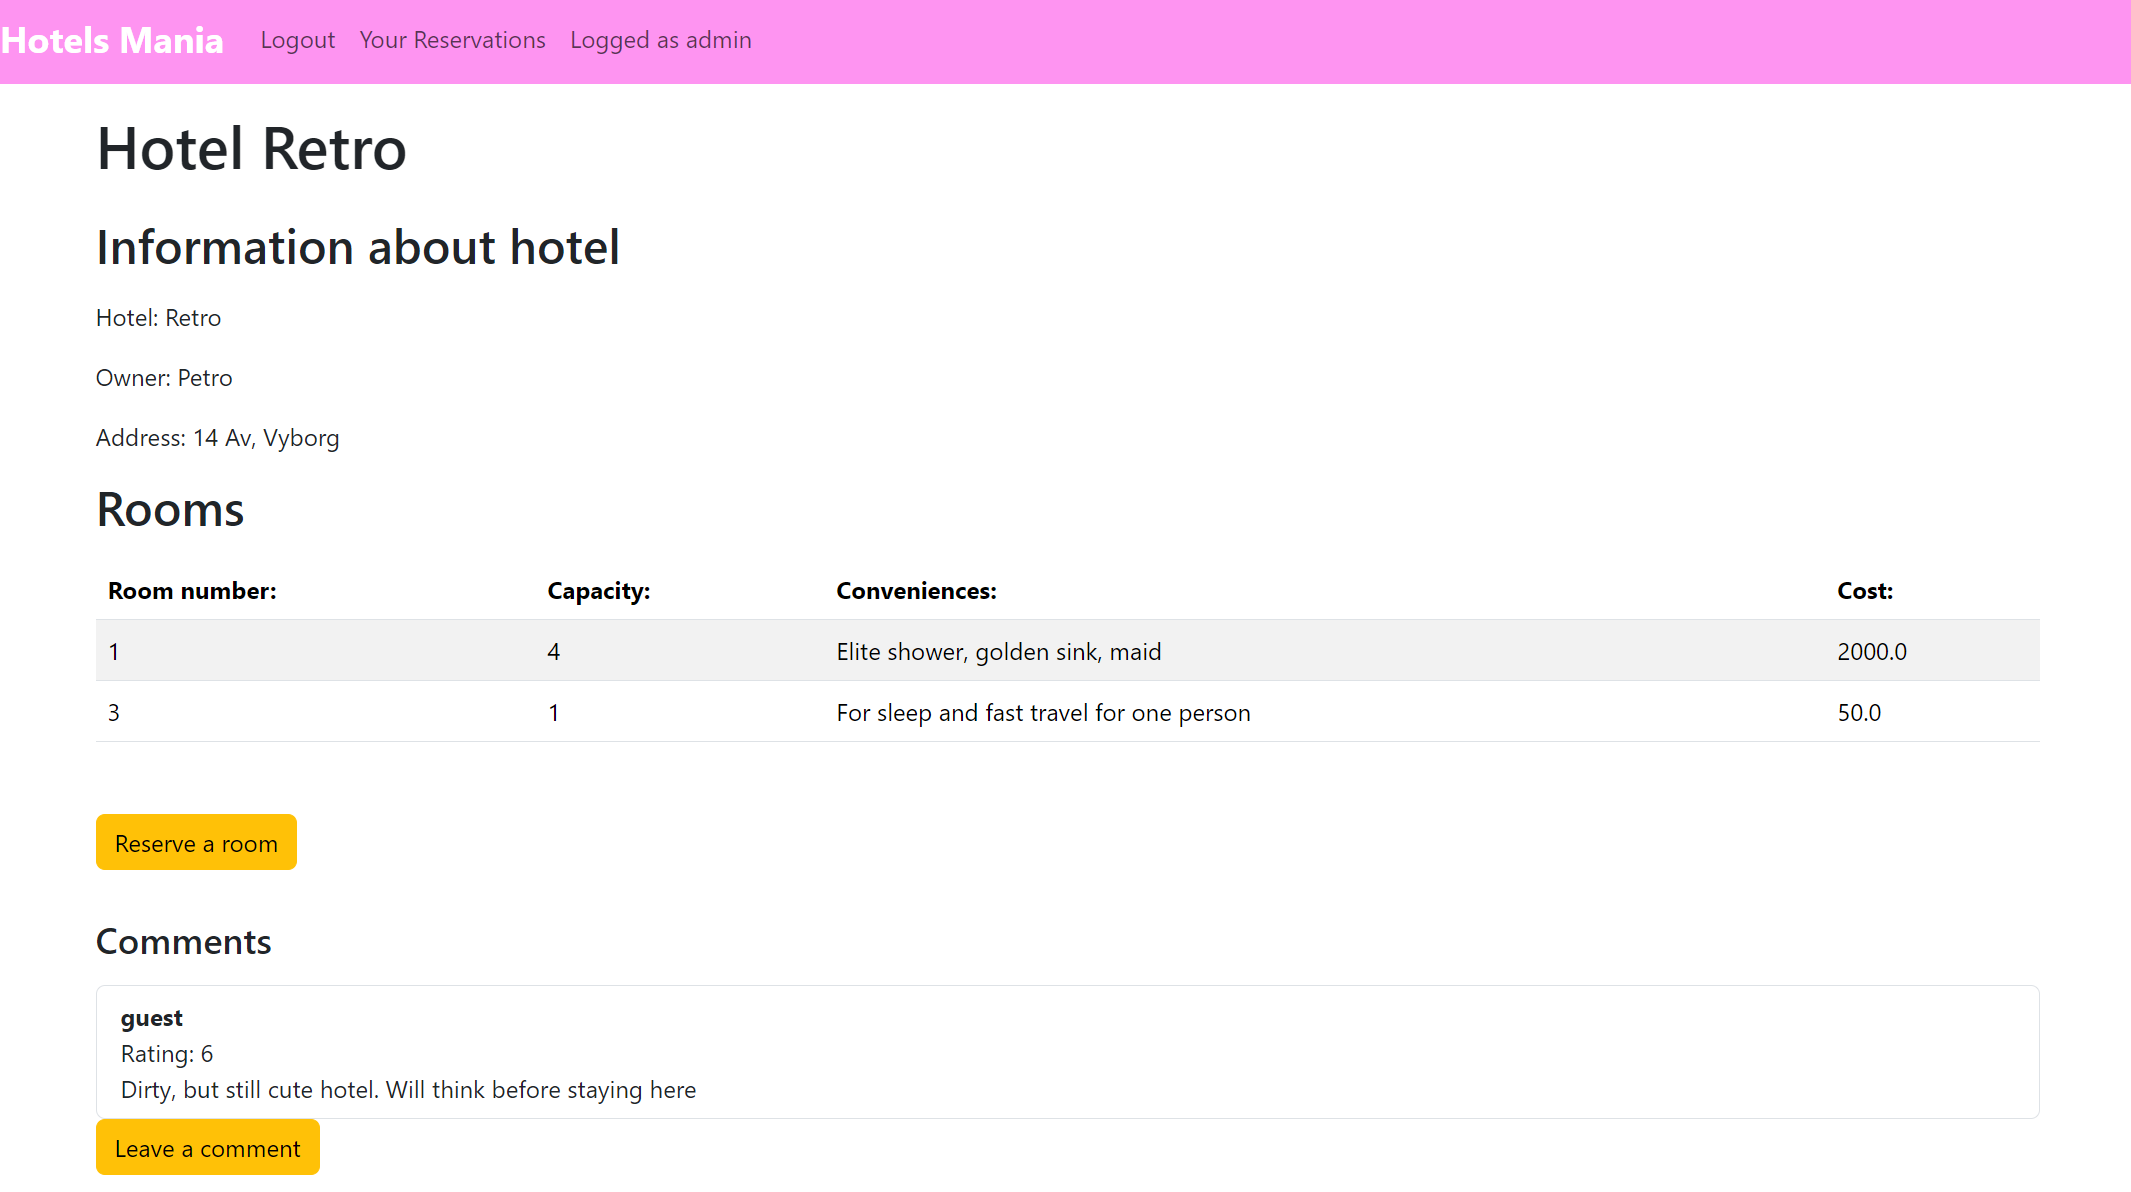 Hotels Mania Logout Your Reservations Logged as admin
Hotel Retro
Information about hotel
Hotel: Retro
Owner: Petro
Address: 14 Av, Vyborg
Rooms
Room number: Capacity: Conveniences: Cost:
1 4 Elite shower, golden sink, maid 2000.0
3 1 For sleep and fast travel for one person 50.0
Reserve a room
Comments
guest
Rating: 6
Dirty, but still cute hotel. Will think before staying here
Leave a comment